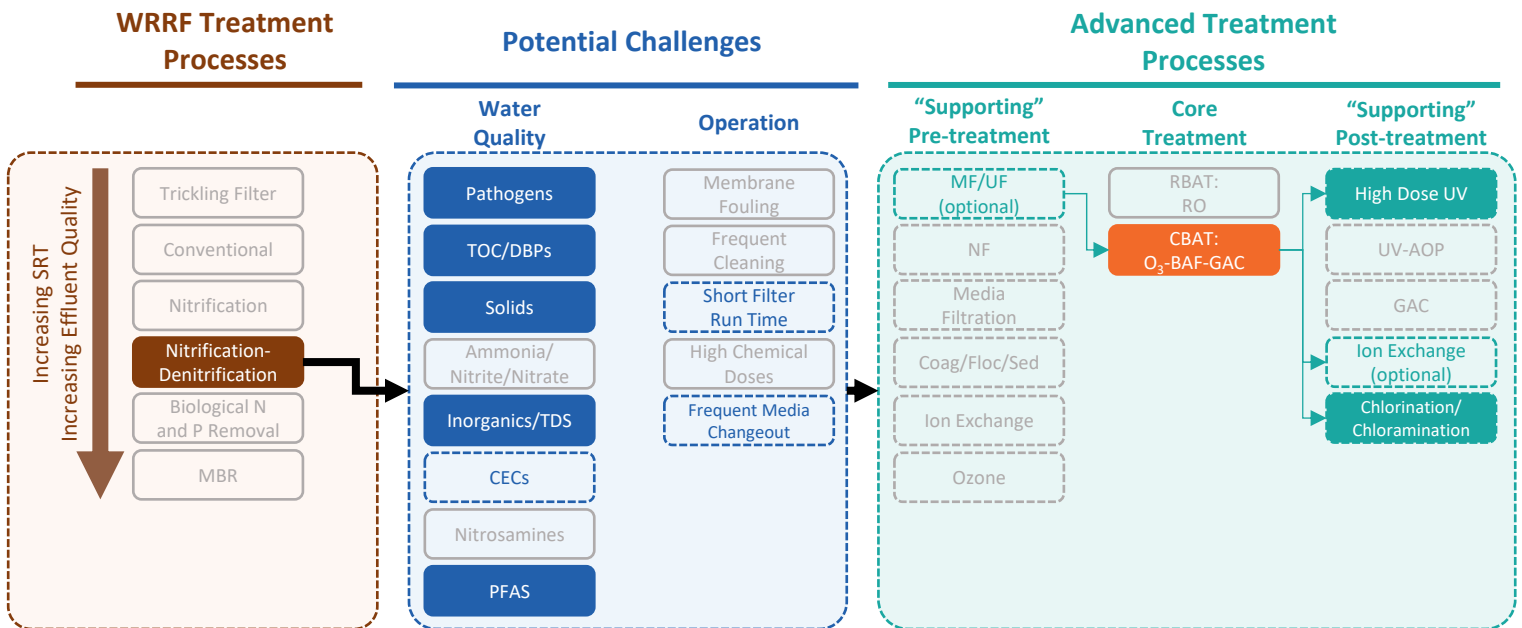 WRRF Treatment
Processes
Increasing SRT
Increasing Effluent Quality
Trickling Filter
Conventional
Nitrification
Nitrification-
Denitrification
Biological N
and P Removal
MBR
Potential Challenges
Water
Quality
Pathogens
TOC/DBPs
Solids
Ammonia/
Nitrite/Nitrate
Inorganics/TDS
CECs
Nitrosamines
PFAS
Operation
Membrane
Fouling
Frequent
Cleaning
Short Filter
Run Time
High Chemical
Doses
Frequent Media
Changeout
Advanced Treatment
Processes
“Supporting”
Pre-treatment
MF/UF
(optional)
NF
Media
Filtration
Coag/Floc/Sed
Ion Exchange
Ozone
Core
Treatment
RBAT:
RO
CBAT:
O₃-BAF-GAC
“Supporting”
Post-treatment
High Dose UV
UV-AOP
GAC
Ion Exchange
(optional)
Chlorination/
Chloramination